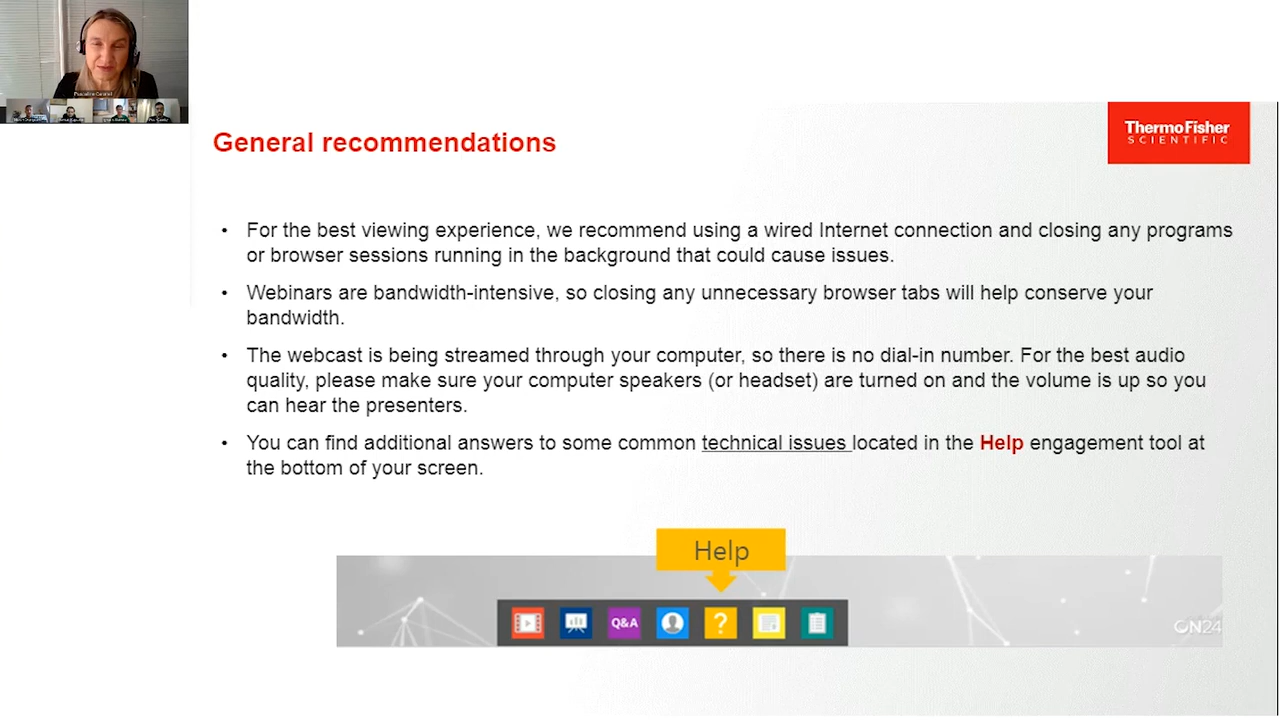 General recommendations
ThermoFisher
SCIENTIFIC
• For the best viewing experience, we recommend using a wired Internet connection and closing any programs
or browser sessions running in the background that could cause issues.
• Webinars are bandwidth-intensive, so closing any unnecessary browser tabs will help conserve your
bandwidth.
• The webcast is being streamed through your computer, so there is no dial-in number. For the best audio
quality, please make sure your computer speakers (or headset) are turned on and the volume is up so you
can hear the presenters.
• You can find additional answers to some common technical issues located in the Help engagement tool at
the bottom of your screen.
Help
Q&A
?
ON24